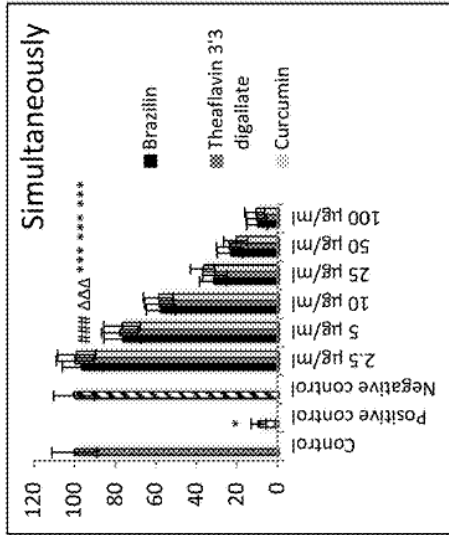 Simultaneously
120
100
80
60
40
20
0
*
### ΔΔΔ *** *** ***
Control
Positive control
Negative control
2.5 µg/ml
5 µg/ml
10 µg/ml
25 µg/ml
50 µg/ml
100 µg/ml
Brazilin
Theaflavin 3'3
digallate
Curcumin